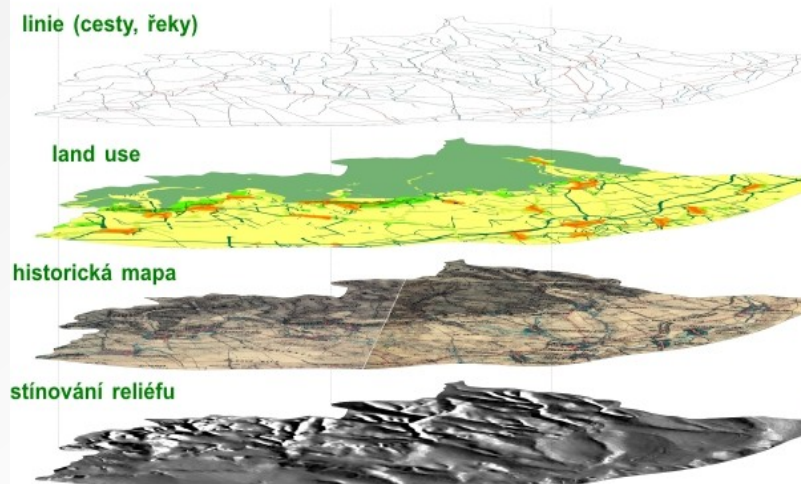 linie (cesty, řeky)
land use
historická mapa
stínování reliéfu